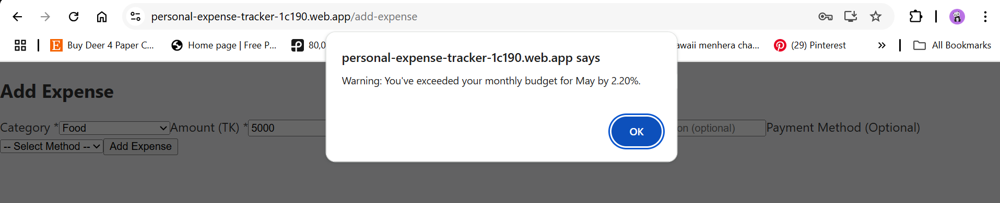 personal-expense-tracker-1c190.web.app/add-expense
Buy Deer 4 Paper C... Home page | Free P... 80,0 awaii menhera cha... (29) Pinterest » All Bookmarks
personal-expense-tracker-1c190.web.app says
Warning: You've exceeded your monthly budget for May by 2.20%.
OK
Add Expense
Category * Food Amount (TK) * 5000 on (optional) Payment Method (Optional)
-- Select Method -- Add Expense